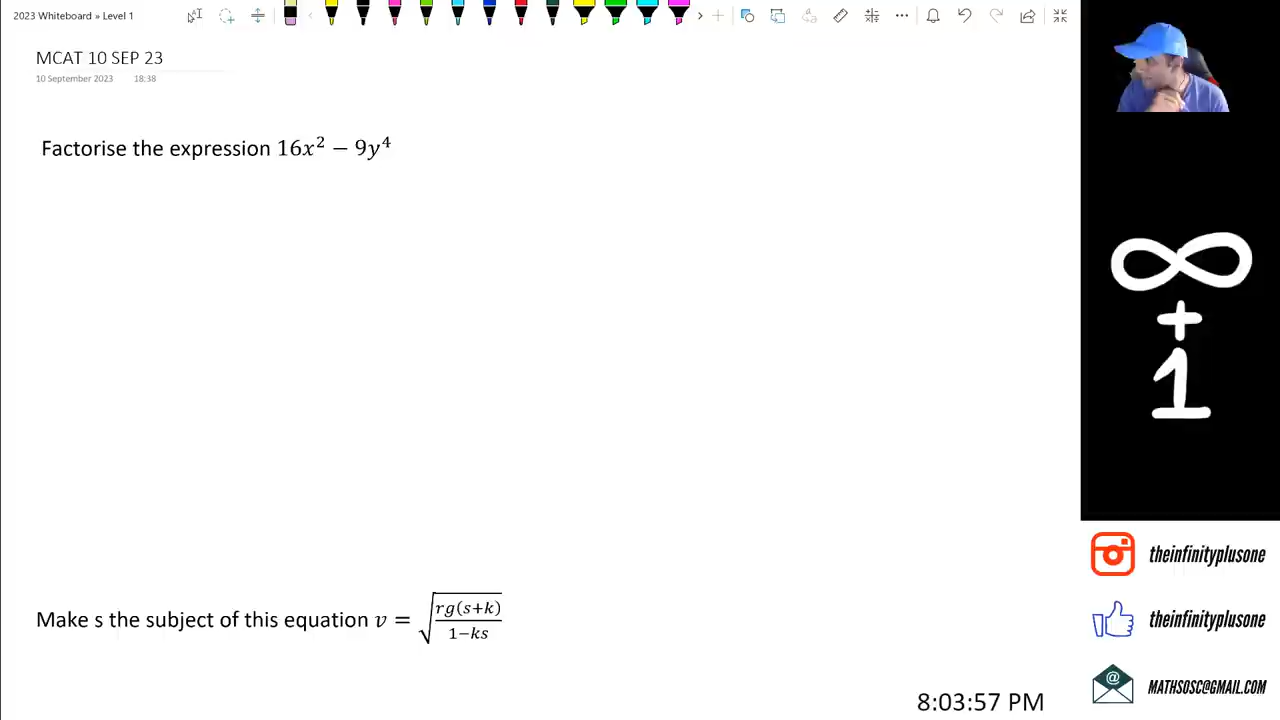 2023 Whiteboard » Level 1
MCAT 10 SEP 23
10 September 2023 18:38
Factorise the expression 16x² − 9y⁴
Make s the subject of this equation v = √(rg(s+k)/(1−ks))
∞
+
1
theinfinityplusone
theinfinityplusone
@ MATHSOSC@GMAIL.COM
8:03:57 PM